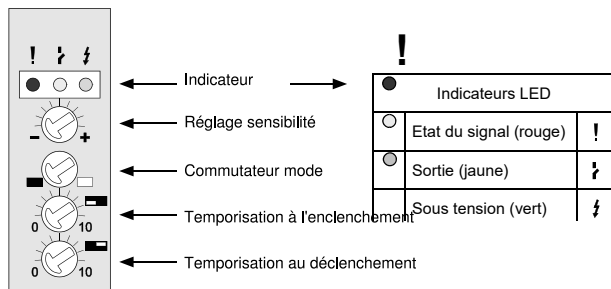 !
Indicateur
Indicateurs LED
Réglage sensibilité
- +
Etat du signal (rouge) !
Commutateur mode
Sortie (jaune)
0 10
Temporisation à l'enclenchement
Sous tension (vert)
0 10
Temporisation au déclenchement